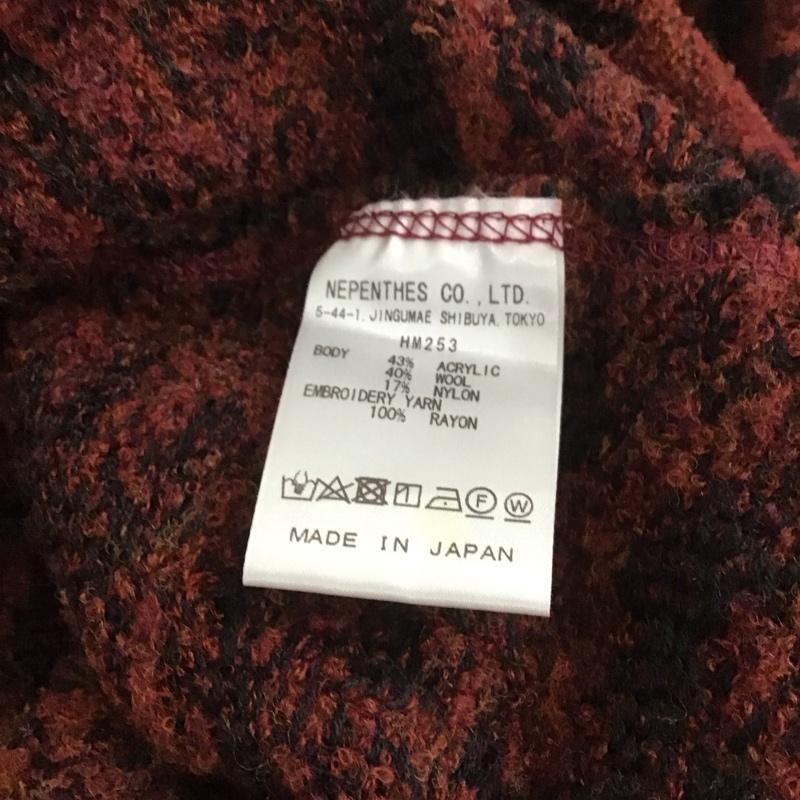 NEPENTHES CO.,LTD.
5-44-1, JINGUMAE SHIBUYA, TOKYO
HM253
BODY
43% ACRYLIC
40% WOOL
17% NYLON
EMBROIDERY YARN
100% RAYON
F W
MADE IN JAPAN